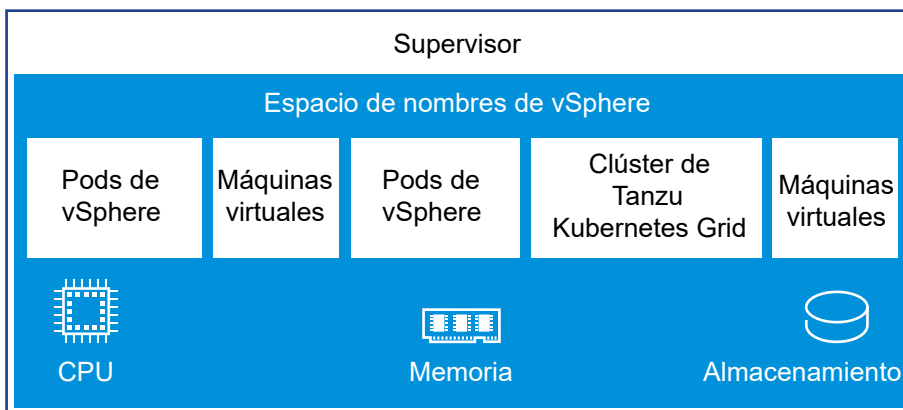 Supervisor
Espacio de nombres de vSphere
Pods de
vSphere
Máquinas
virtuales
Pods de
vSphere
Clúster de
Tanzu
Kubernetes Grid
Máquinas
virtuales
CPU
Memoria
Almacenamiento